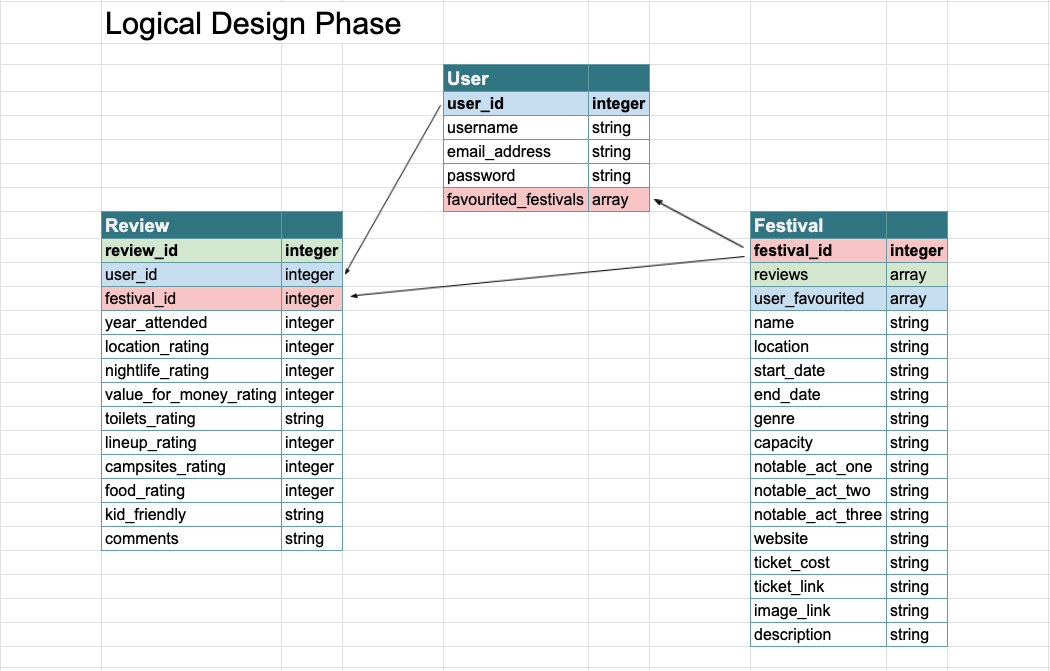 Logical Design Phase
User
user_id integer
username string
email_address string
password string
favourited_festivals array
Review
review_id integer
user_id integer
festival_id integer
year_attended integer
location_rating integer
nightlife_rating integer
value_for_money_rating integer
toilets_rating string
lineup_rating integer
campsites_rating integer
food_rating integer
kid_friendly string
comments string
Festival
festival_id integer
reviews array
user_favourited array
name string
location string
start_date string
end_date string
genre string
capacity string
notable_act_one string
notable_act_two string
notable_act_three string
website string
ticket_cost string
ticket_link string
image_link string
description string